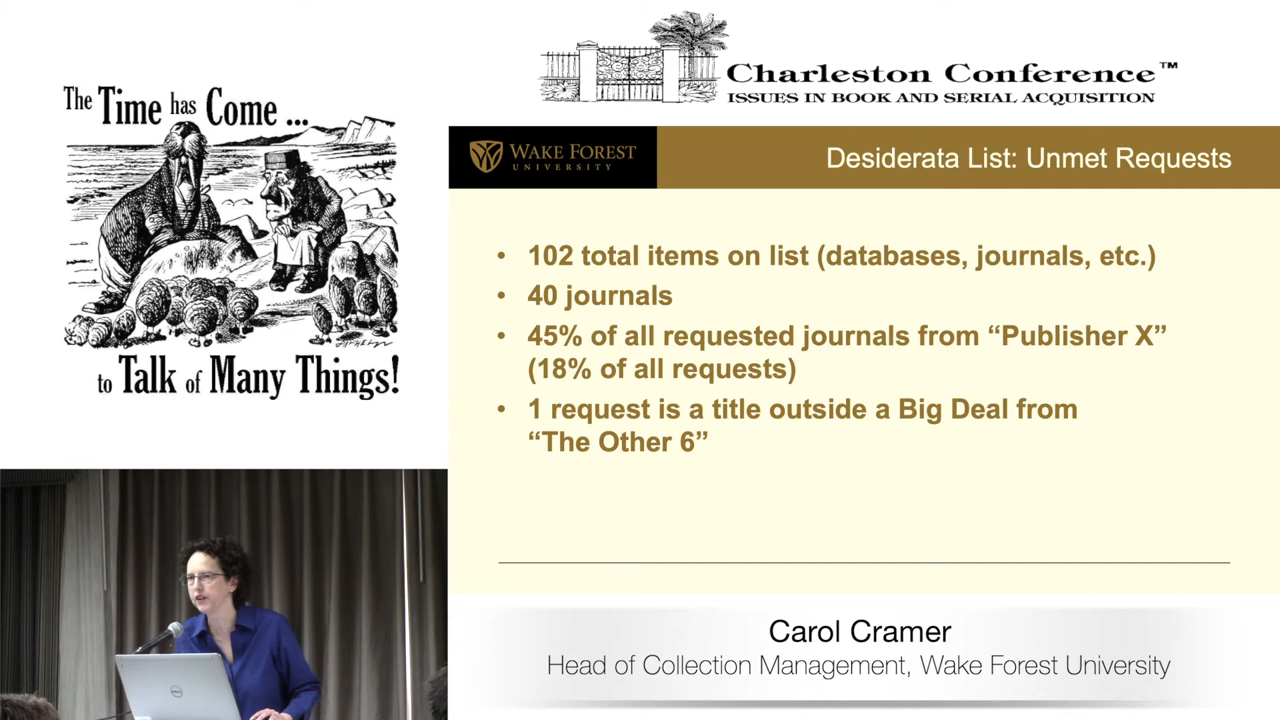 The Time has Come ...
to Talk of Many Things!
Charleston Conference™
ISSUES IN BOOK AND SERIAL ACQUISITION
WAKE FOREST
UNIVERSITY
Desiderata List: Unmet Requests
• 102 total items on list (databases, journals, etc.)
• 40 journals
• 45% of all requested journals from “Publisher X”
(18% of all requests)
• 1 request is a title outside a Big Deal from
“The Other 6”
Carol Cramer
Head of Collection Management, Wake Forest University
DELL